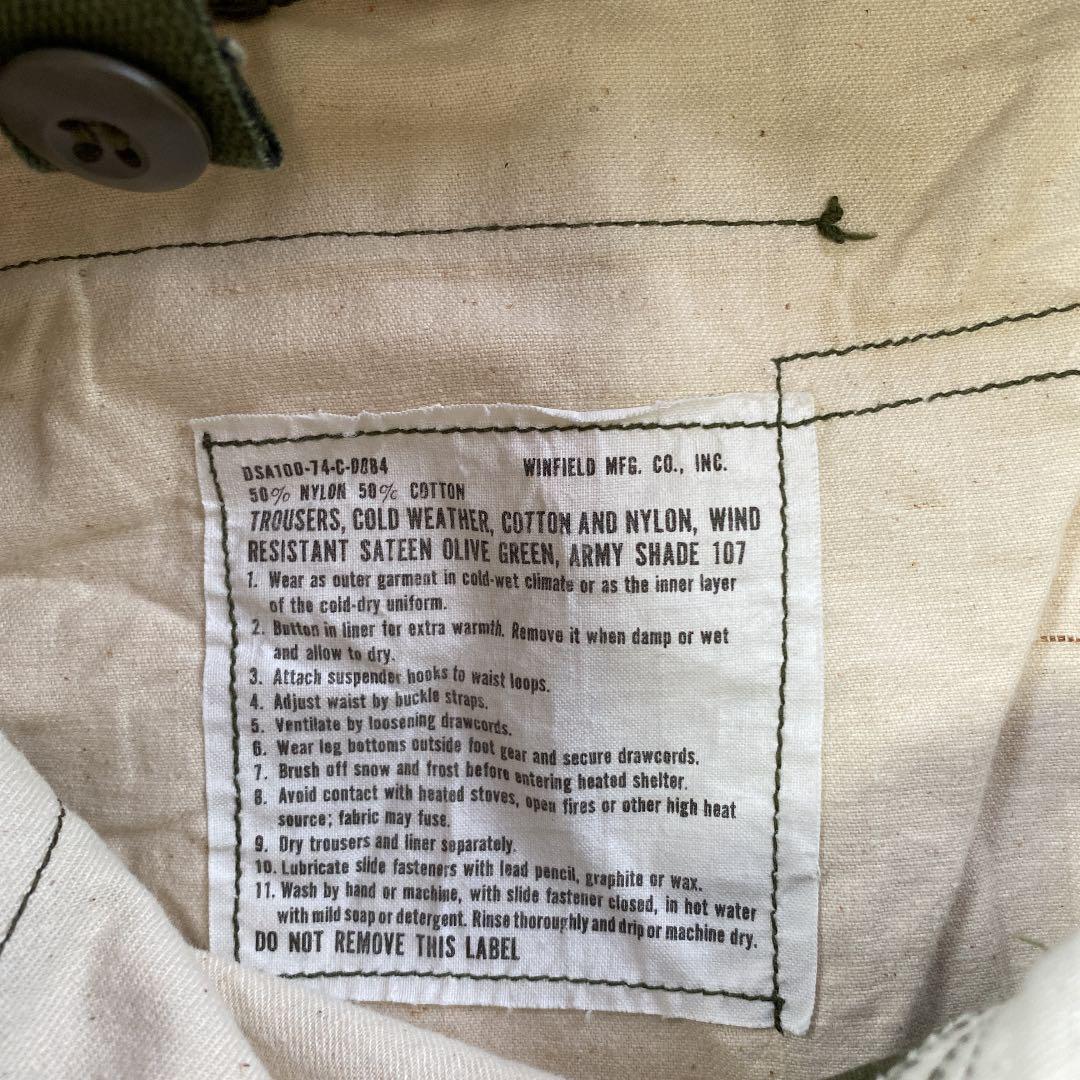 DSA100-74-C-0884 WINFIELD MFG. CO., INC.
50% NYLON 50% COTTON
TROUSERS, COLD WEATHER, COTTON AND NYLON, WIND
RESISTANT SATEEN OLIVE GREEN, ARMY SHADE 107
1. Wear as outer garment in cold-wet climate or as the inner layer
of the cold-dry uniform.
2. Button in liner for extra warmth. Remove it when damp or wet
and allow to dry.
3. Attach suspender hooks to waist loops.
4. Adjust waist by buckle straps.
5. Ventilate by loosening drawcords.
6. Wear leg bottoms outside foot gear and secure drawcords.
7. Brush off snow and frost before entering heated shelter.
8. Avoid contact with heated stoves, open fires or other high heat
source; fabric may fuse.
9. Dry trousers and liner separately.
10. Lubricate slide fasteners with lead pencil, graphite or wax.
11. Wash by hand or machine, with slide fastener closed, in hot water
with mild soap or detergent. Rinse thoroughly and drip or machine dry.
DO NOT REMOVE THIS LABEL